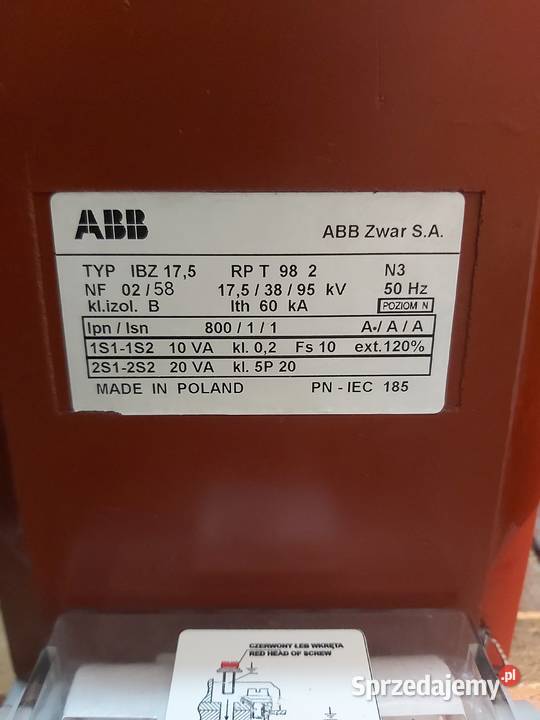 ABB ABB Zwar S.A.
TYP IBZ 17,5 RP T 98 2 N3
NF 02/58 17,5/38/95 kV 50 Hz
kl.izol. B Ith 60 kA POZIOM N
Ipn / Isn 800 / 1 / 1 A/ A / A
1S1-1S2 10 VA kl. 0,2 Fs 10 ext.120%
2S1-2S2 20 VA kl. 5P 20
MADE IN POLAND PN - IEC 185
CZERWONY ŁEB WKRĘTA
RED HEAD OF SCREW
Sprzedajemy.pl